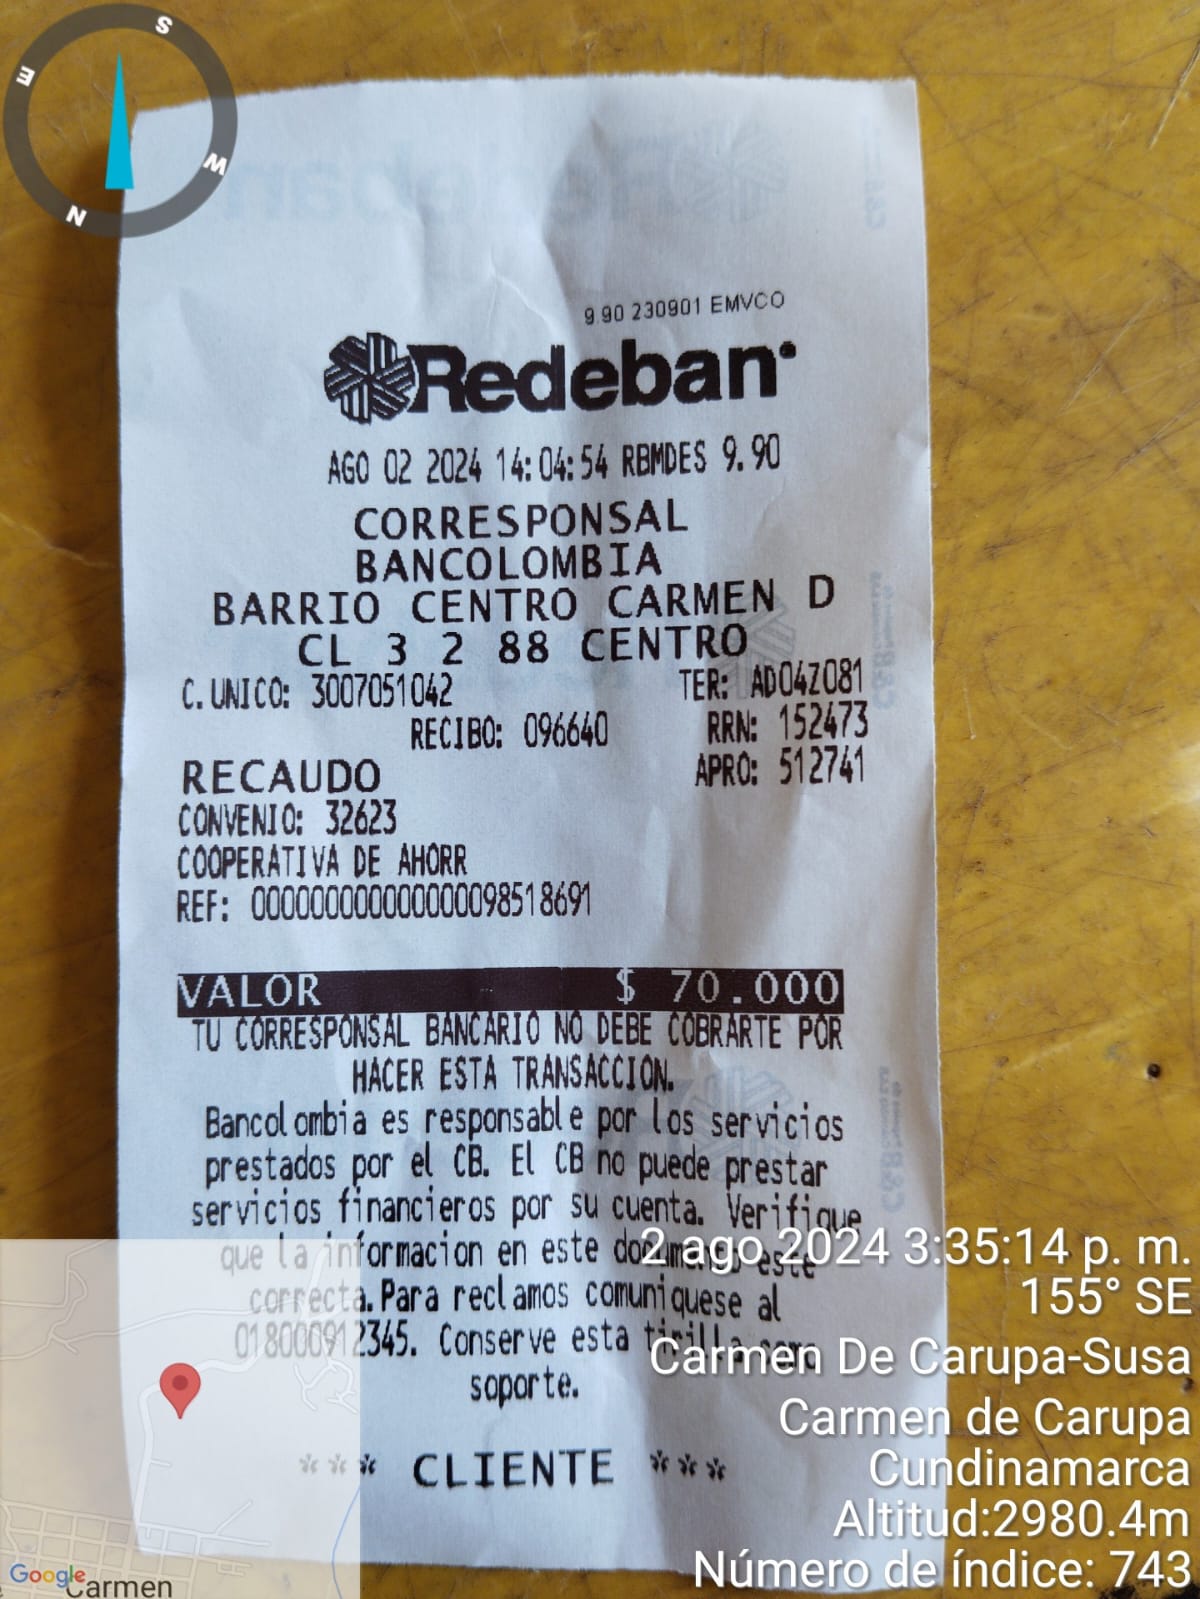 S
E
W
N
9.90 230901 EMVCO
Redeban
AGO 02 2024 14:04:54 RBMDES 9.90
CORRESPONSAL
BANCOLOMBIA
BARRIO CENTRO CARMEN D
CL 3 2 88 CENTRO
C.UNICO: 3007051042 TER: AD04Z081
RECIBO: 096640 RRN: 152473
RECAUDO APRO: 512741
CONVENIO: 32623
COOPERATIVA DE AHORR
REF: 000000000000000098518691
VALOR $ 70.000
TU CORRESPONSAL BANCARIO NO DEBE COBRARTE POR
HACER ESTA TRANSACCION.
Bancolombia es responsable por los servicios
prestados por el CB. El CB no puede prestar
servicios financieros por su cuenta. Verifique
que la informacion en este documento este
correcta.Para reclamos comuniquese al
018000912345. Conserve esta tirilla como
soporte.
*** CLIENTE ***
2 ago 2024 3:35:14 p. m.
155° SE
Carmen De Carupa-Susa
Carmen de Carupa
Cundinamarca
Altitud:2980.4m
Número de índice: 743
Google
Carmen